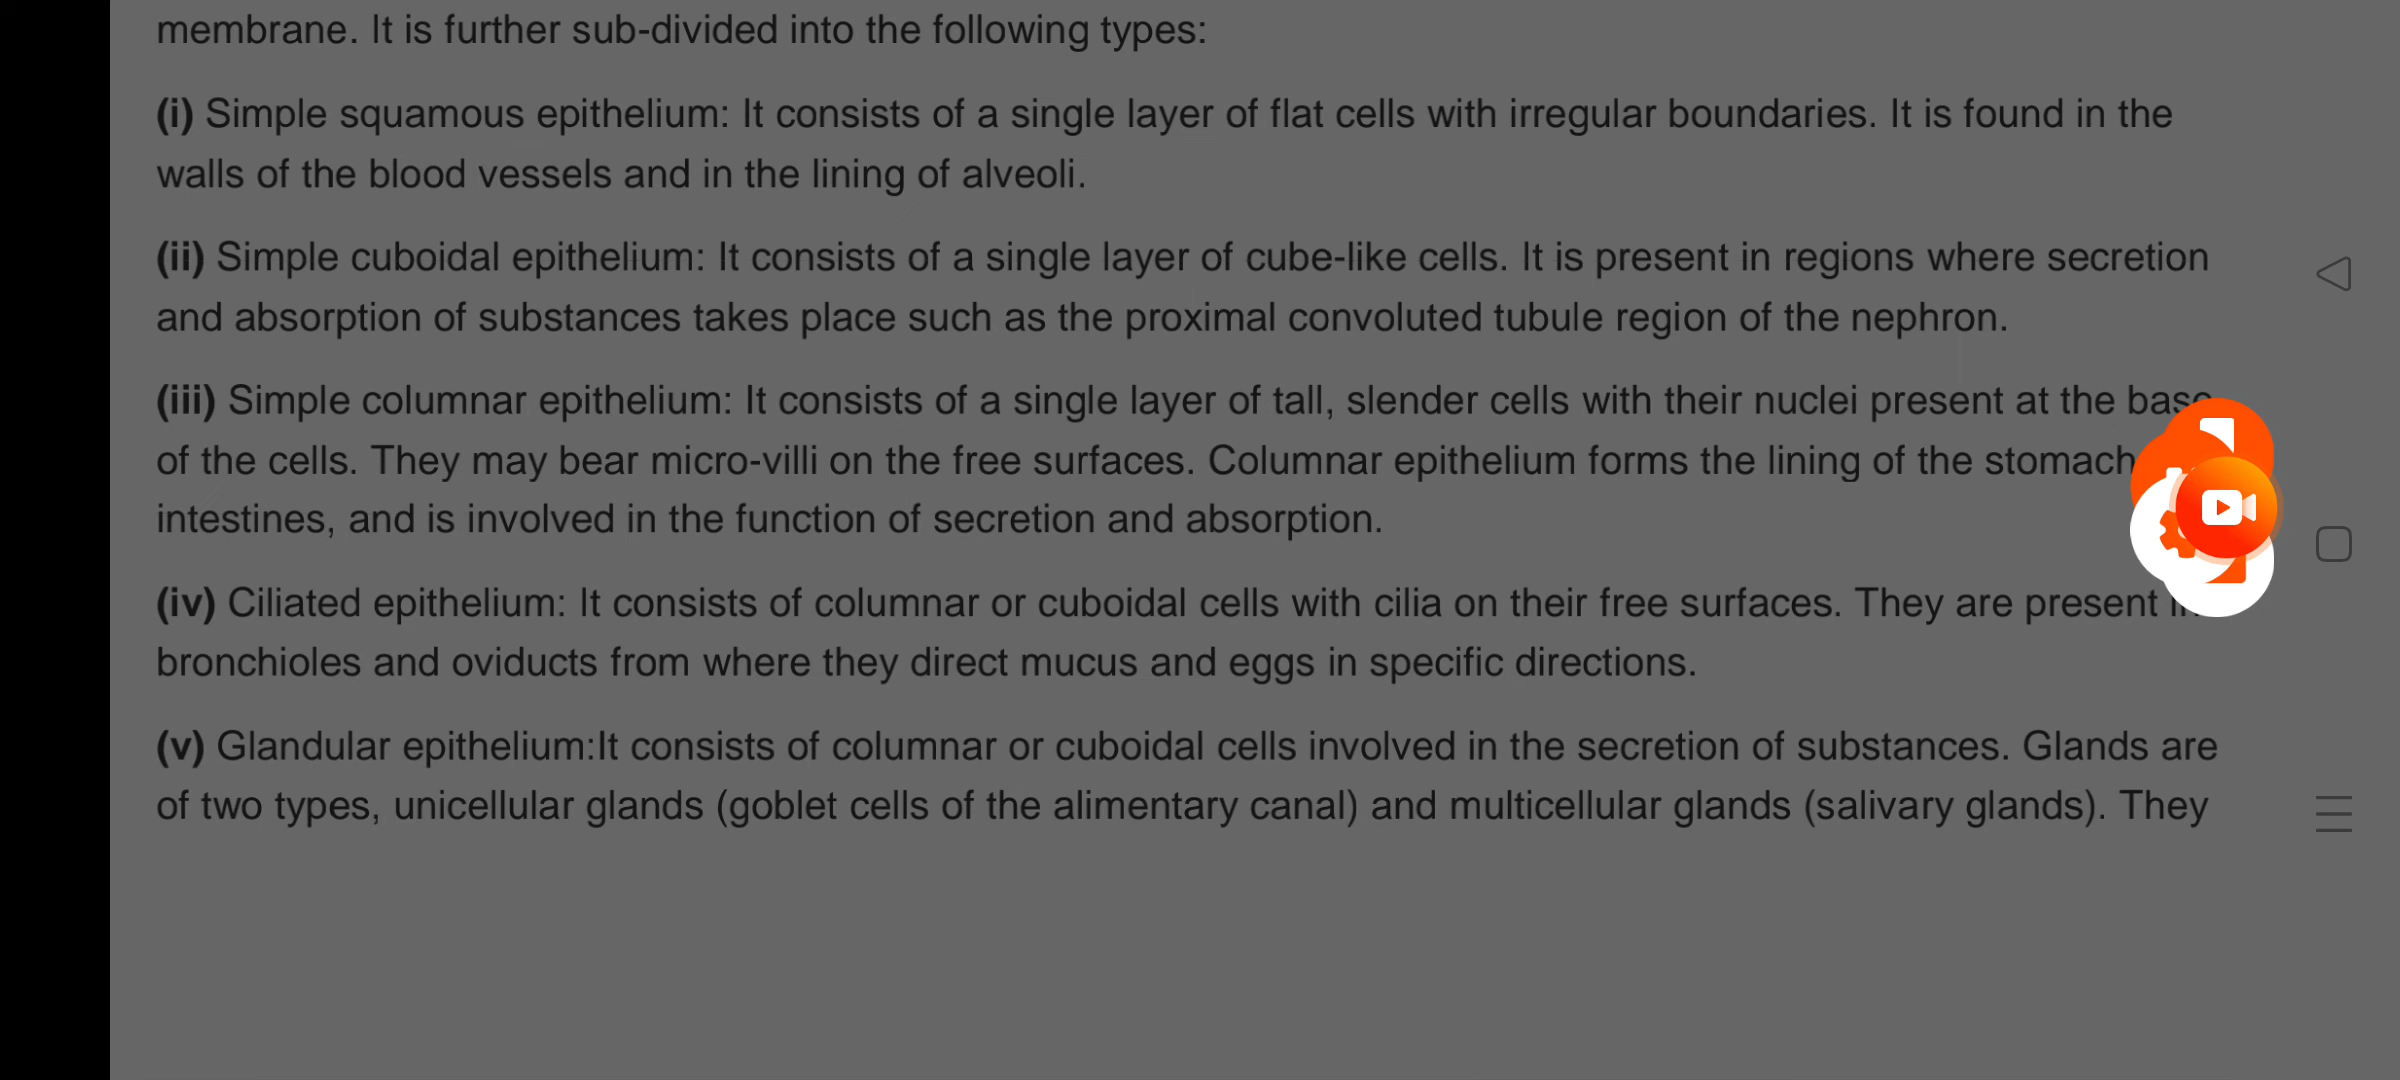 membrane. It is further sub-divided into the following types:
(i) Simple squamous epithelium: It consists of a single layer of flat cells with irregular boundaries. It is found in the
walls of the blood vessels and in the lining of alveoli.
(ii) Simple cuboidal epithelium: It consists of a single layer of cube-like cells. It is present in regions where secretion
and absorption of substances takes place such as the proximal convoluted tubule region of the nephron.
(iii) Simple columnar epithelium: It consists of a single layer of tall, slender cells with their nuclei present at the base
of the cells. They may bear micro-villi on the free surfaces. Columnar epithelium forms the lining of the stomach
intestines, and is involved in the function of secretion and absorption.
(iv) Ciliated epithelium: It consists of columnar or cuboidal cells with cilia on their free surfaces. They are present
bronchioles and oviducts from where they direct mucus and eggs in specific directions.
(v) Glandular epithelium:It consists of columnar or cuboidal cells involved in the secretion of substances. Glands are
of two types, unicellular glands (goblet cells of the alimentary canal) and multicellular glands (salivary glands). They